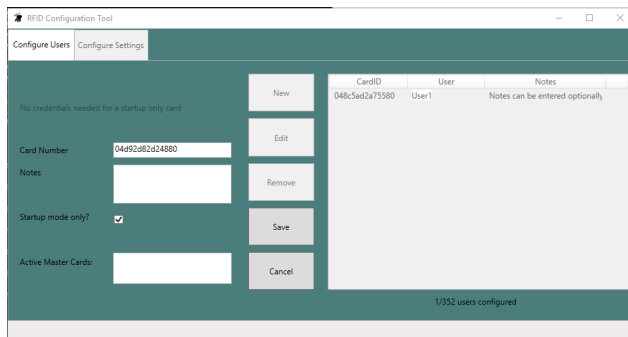 RFID Configuration Tool
Configure Users
Configure Settings
No credentials needed for a startup only card
Card Number
04d92d82d24880
Notes
Startup mode only?
Active Master Cards:
New
Edit
Remove
Save
Cancel
CardID User Notes
048c5ad2a75580 User1 Notes can be entered optionally
1/352 users configured